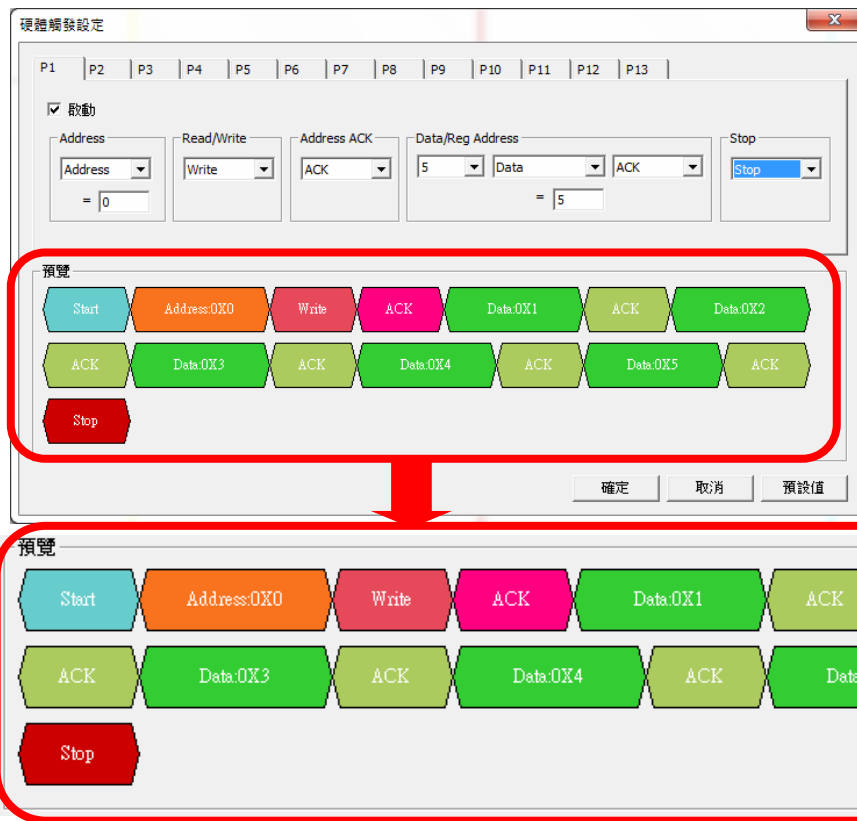 硬體觸發設定
P1 P2 P3 P4 P5 P6 P7 P8 P9 P10 P11 P12 P13
啟動
Address Read/Write Address ACK Data/Reg Address Stop
Address Write ACK 5 Data ACK Stop
= 0 = 5
預覽
Start Address:0X0 Write ACK Data:0X1 ACK Data:0X2
ACK Data:0X3 ACK Data:0X4 ACK Data:0X5 ACK
Stop
確定 取消 預設值
預覽
Start Address:0X0 Write ACK Data:0X1 ACK
ACK Data:0X3 ACK Data:0X4 ACK Data
Stop